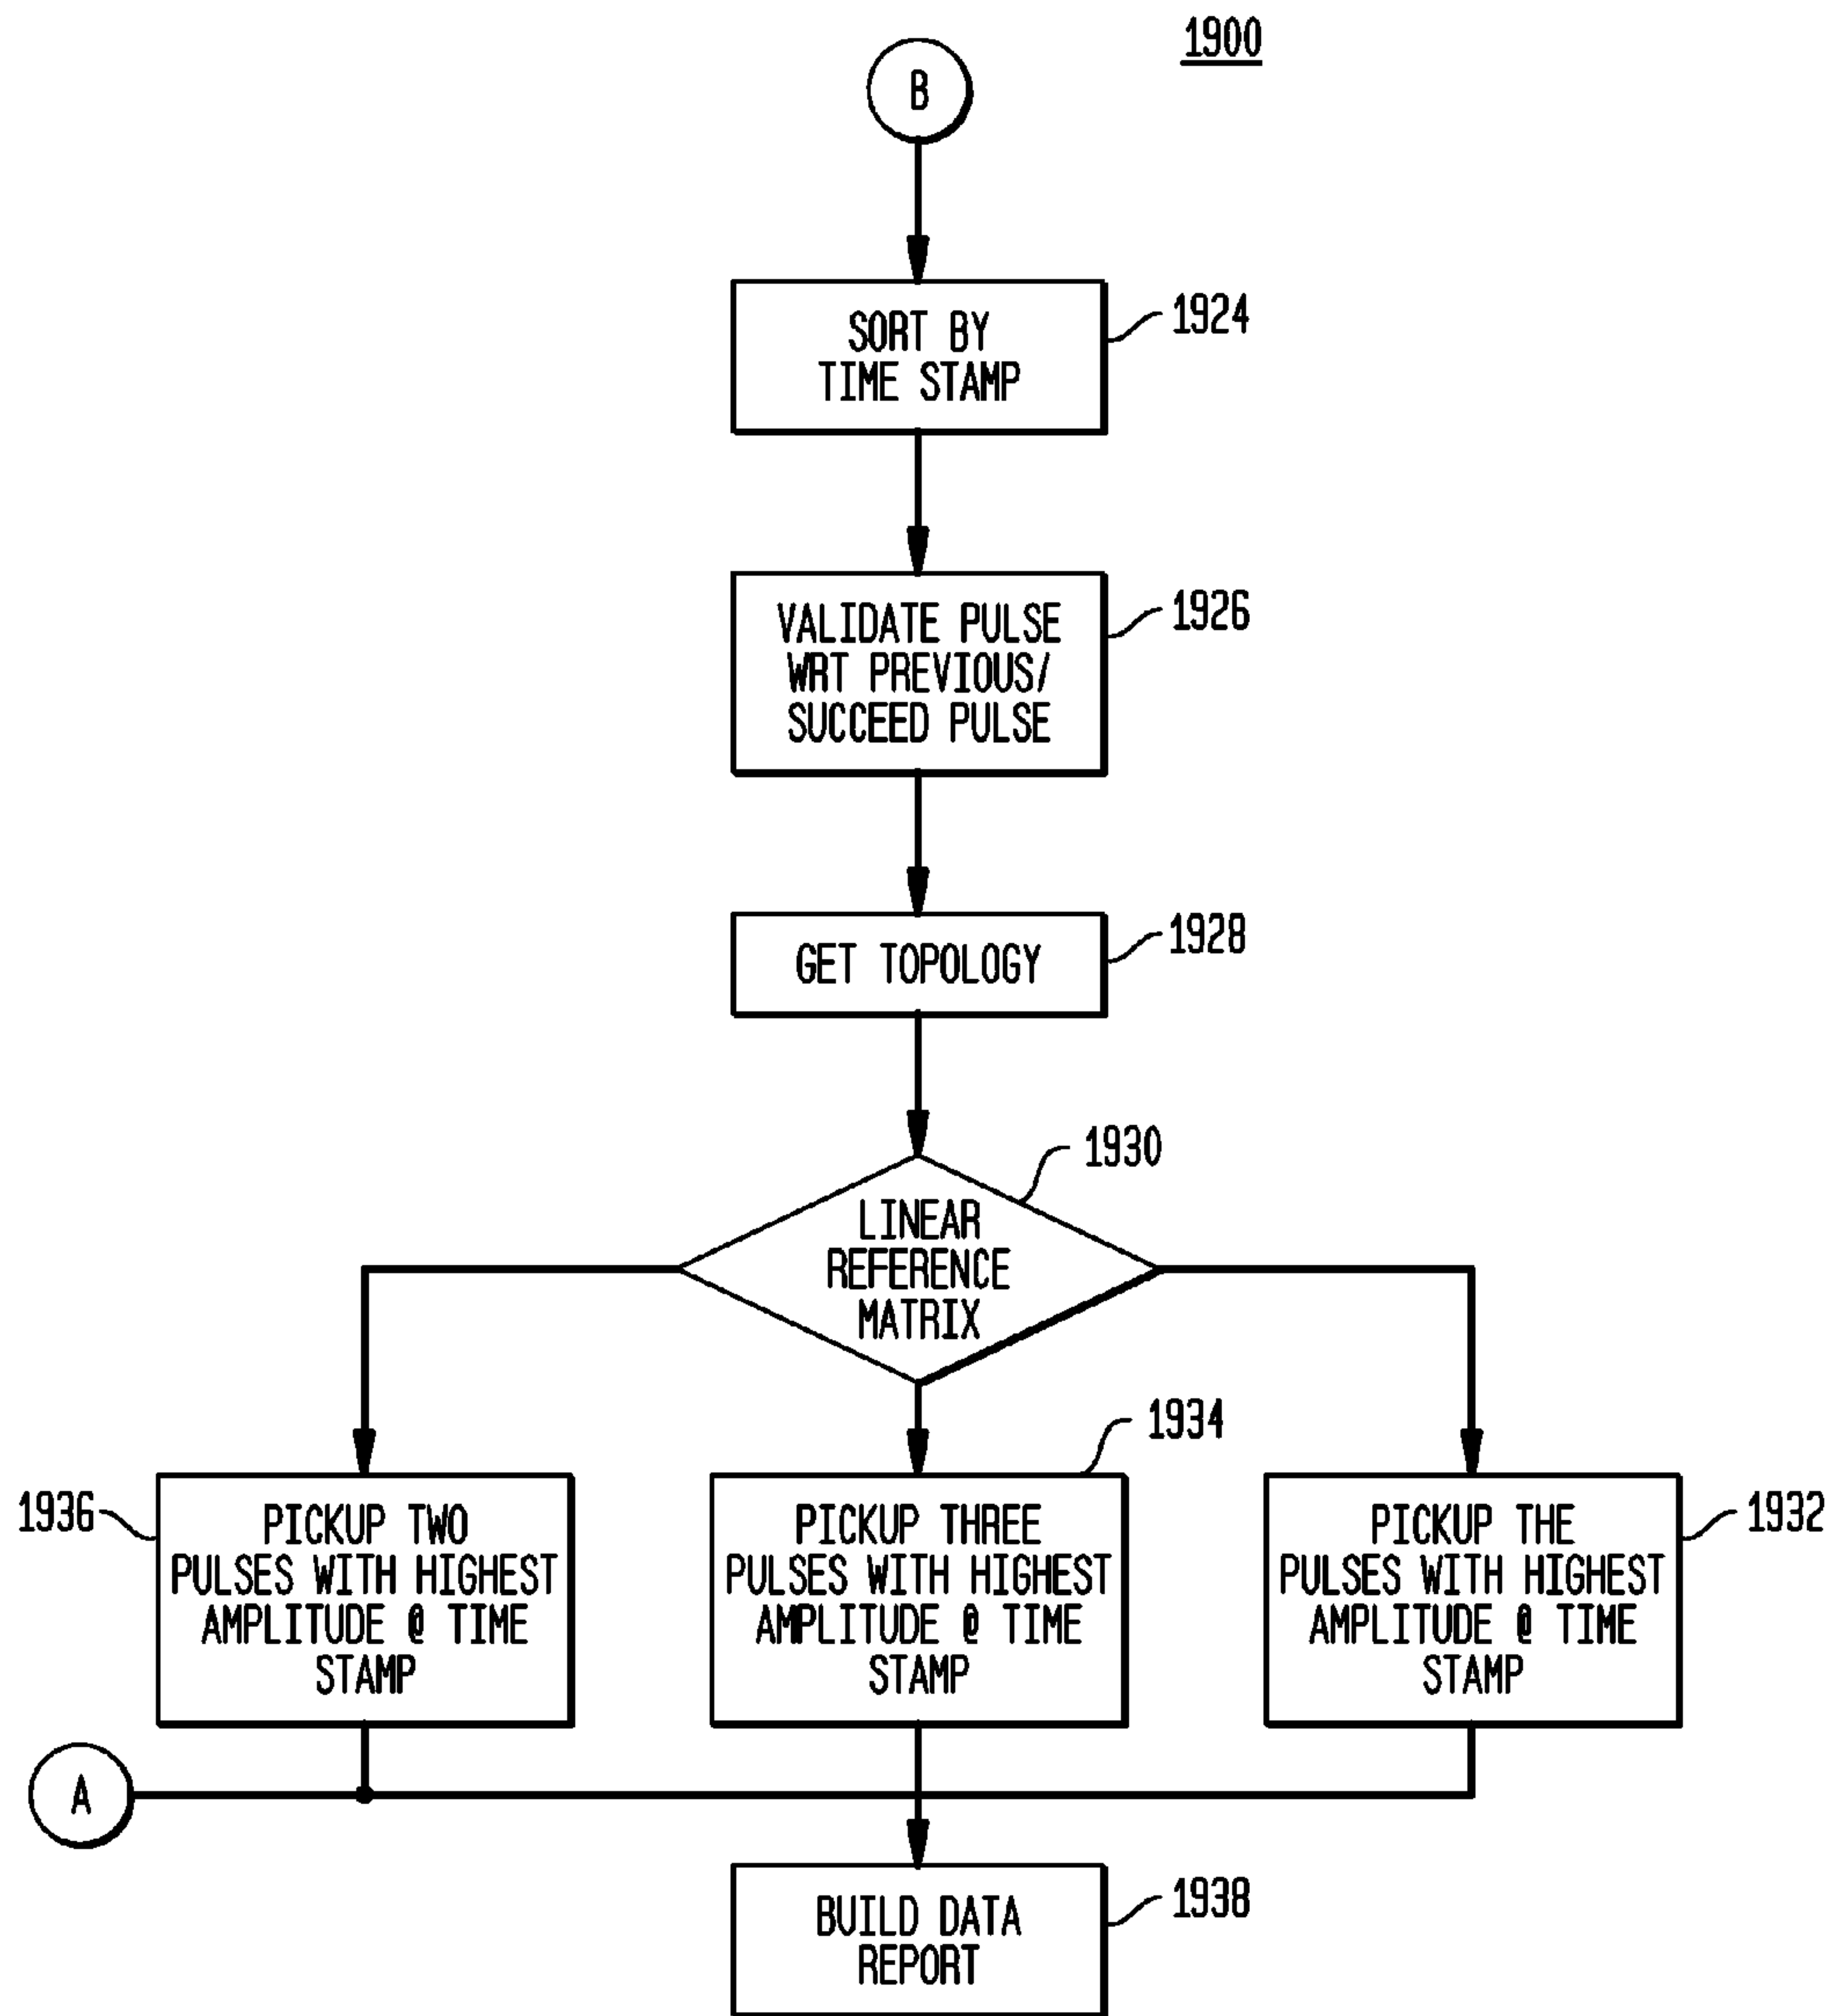 1900
B
SORT BY
TIME STAMP
1924
VALIDATE PULSE
WRT PREVIOUS/
SUCCEED PULSE
1926
GET TOPOLOGY
1928
LINEAR
REFERENCE
MATRIX
1930
1936
PICKUP TWO
PULSES WITH HIGHEST
AMPLITUDE @ TIME
STAMP
PICKUP THREE
PULSES WITH HIGHEST
AMPLITUDE @ TIME
STAMP
1934
PICKUP THE
PULSES WITH HIGHEST
AMPLITUDE @ TIME
STAMP
1932
A
BUILD DATA
REPORT
1938